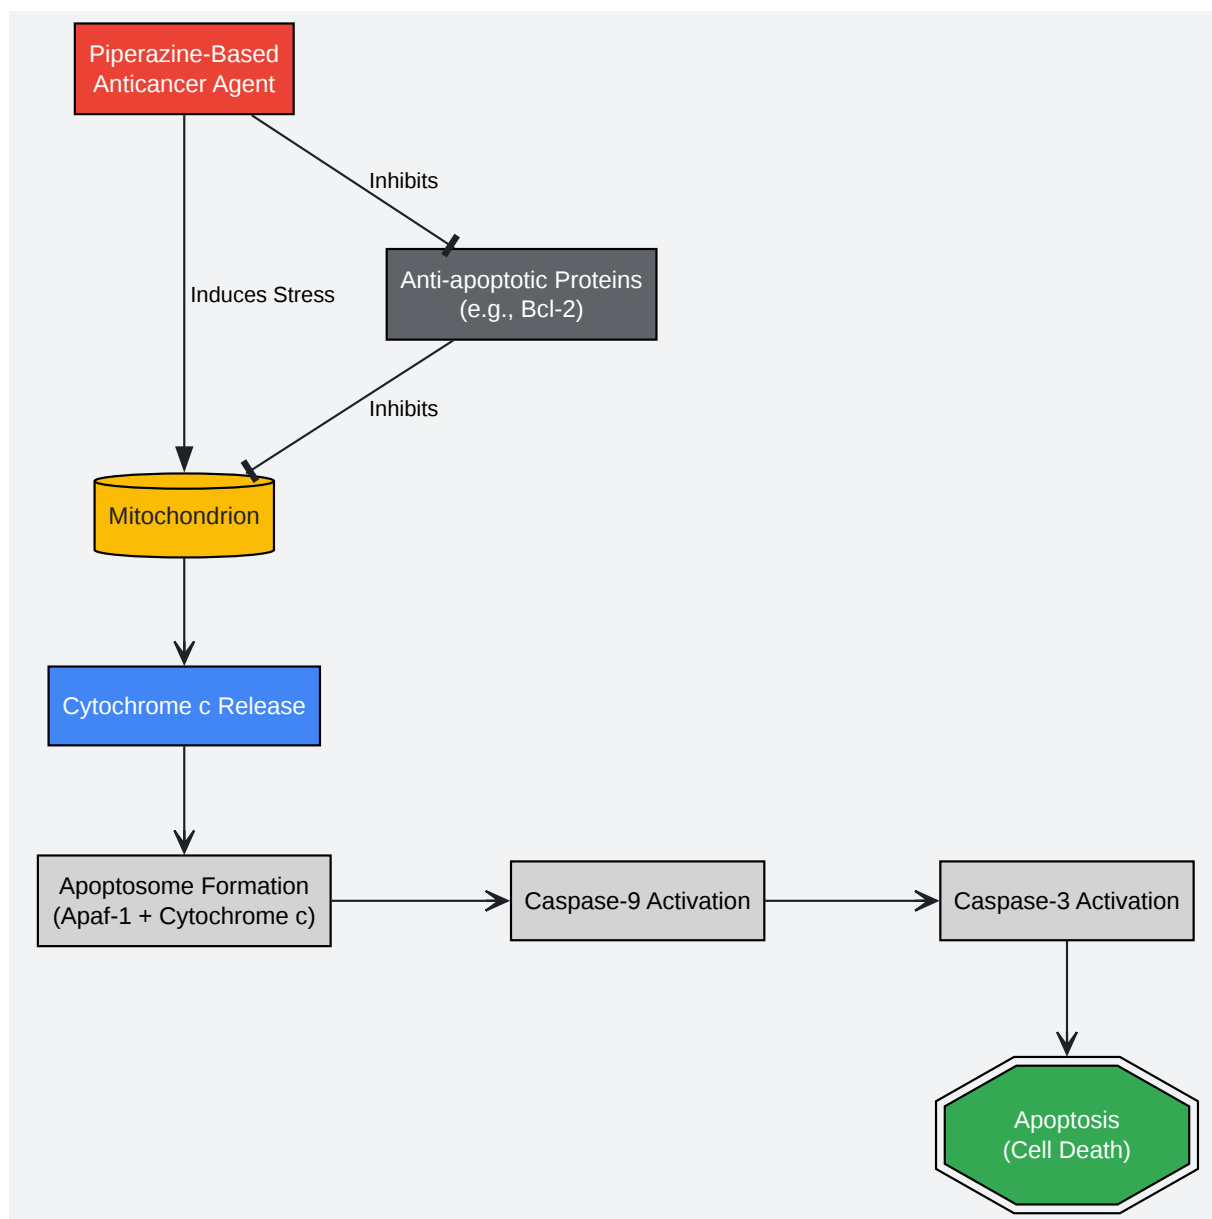 Piperazine-Based
Anticancer Agent
Inhibits
Anti-apoptotic Proteins
(e.g., Bcl-2)
Induces Stress
Inhibits
Mitochondrion
Cytochrome c Release
Apoptosome Formation
(Apaf-1 + Cytochrome c)
Caspase-9 Activation
Caspase-3 Activation
Apoptosis
(Cell Death)